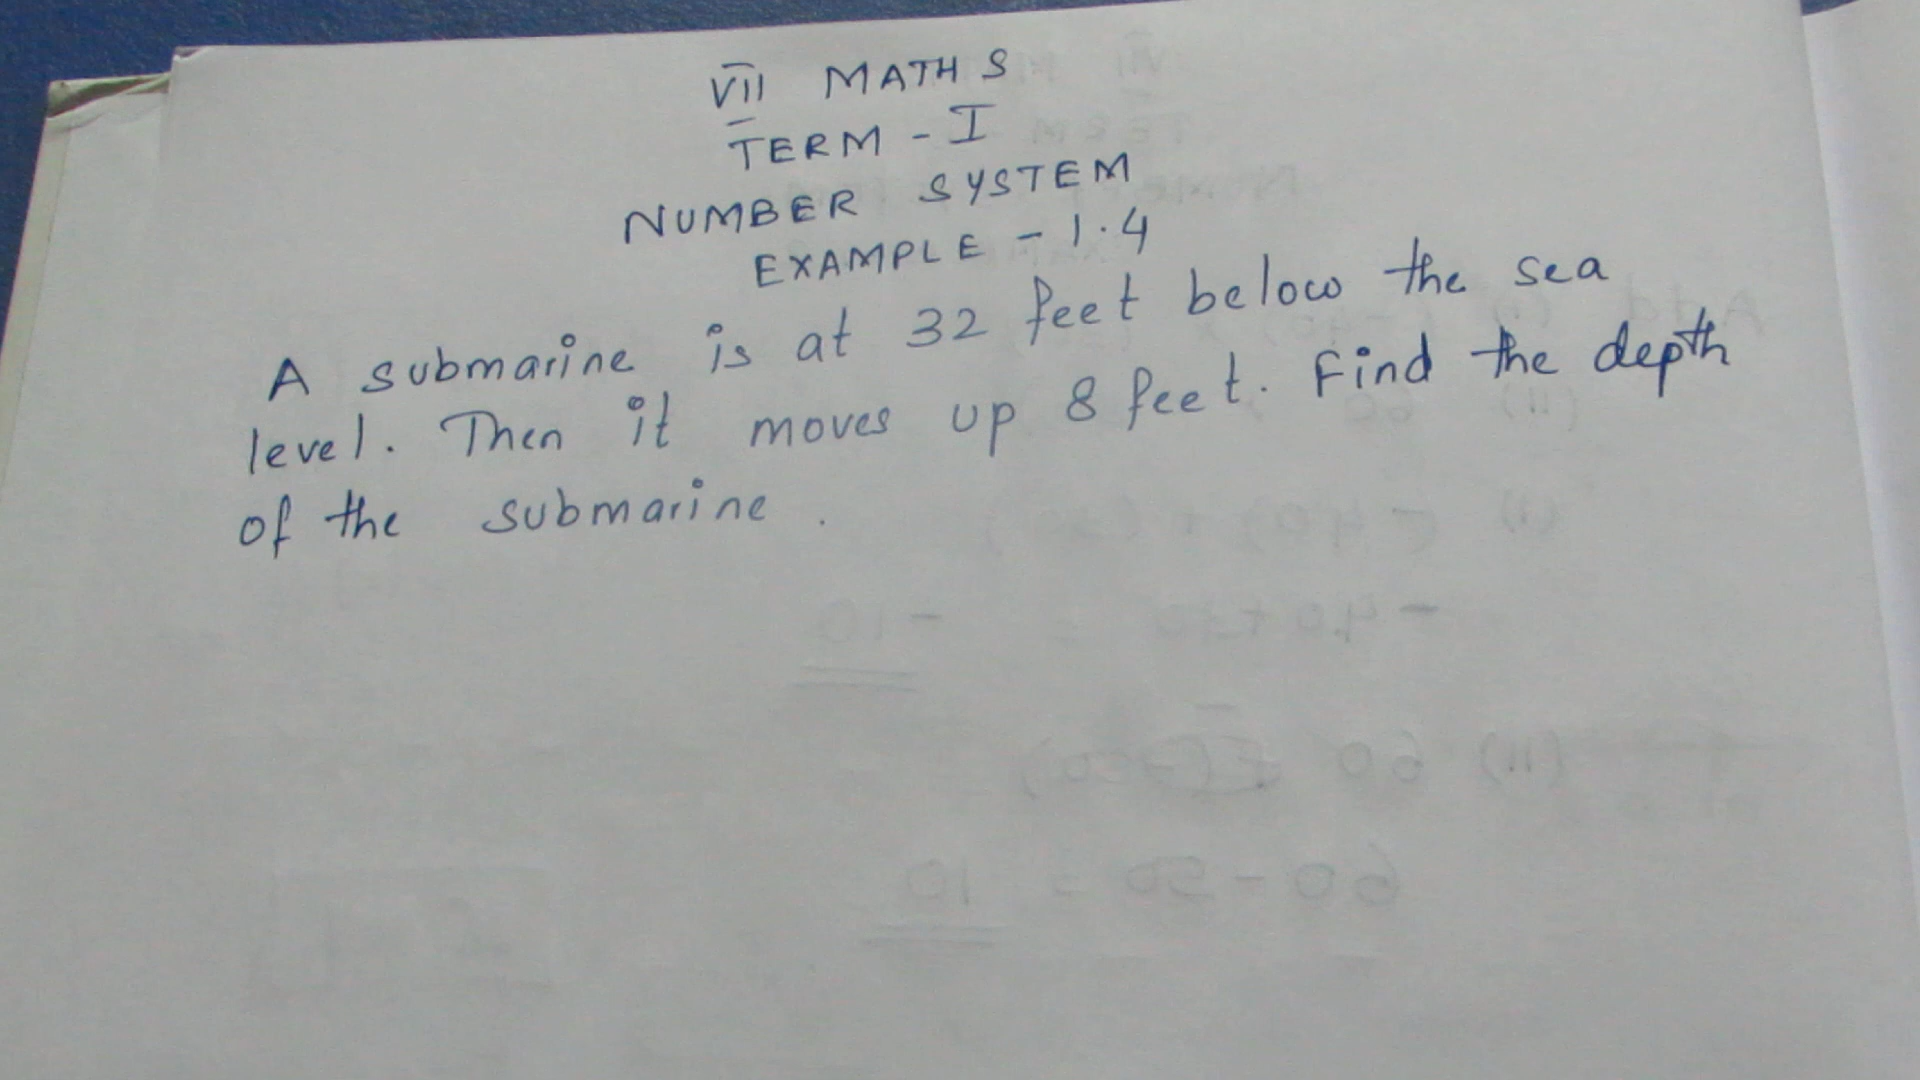 VII MATHS
TERM - I
NUMBER SYSTEM
EXAMPLE - 1.4
A submarine is at 32 feet below the sea
level. Then it moves up 8 feet. Find the depth
of the submarine.